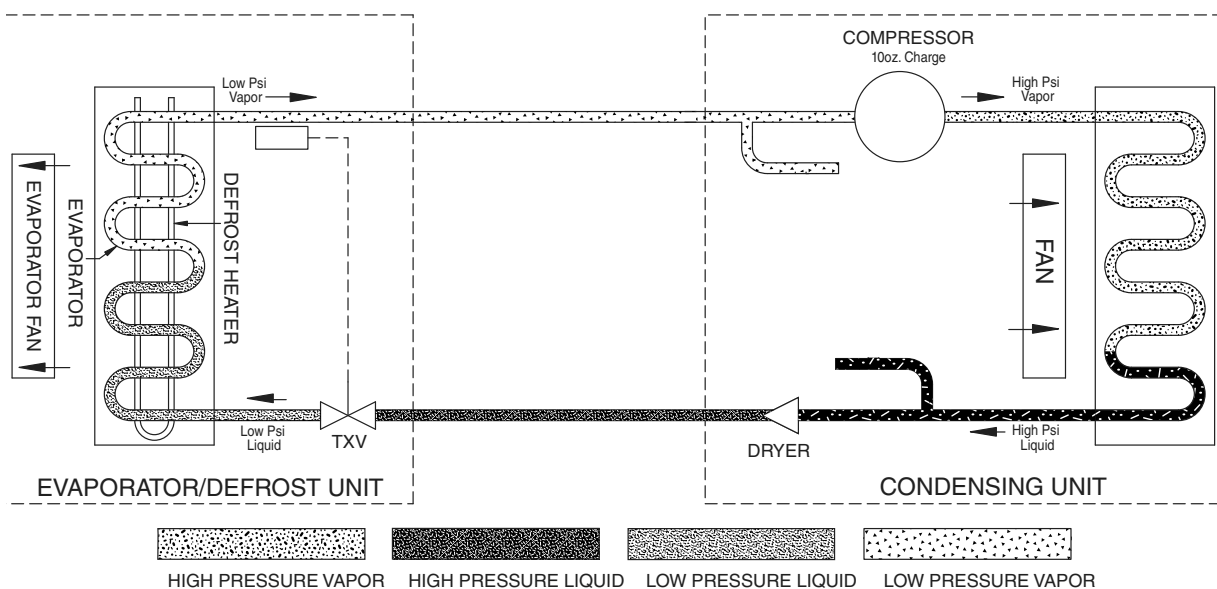 COMPRESSOR
10oz. Charge
Low Psi
Vapor
High Psi
Vapor
EVAPORATOR FAN
EVAPORATOR
DEFROST HEATER
FAN
Low Psi
Liquid
TXV
DRYER
High Psi
Liquid
EVAPORATOR/DEFROST UNIT
CONDENSING UNIT
HIGH PRESSURE VAPOR
HIGH PRESSURE LIQUID
LOW PRESSURE LIQUID
LOW PRESSURE VAPOR